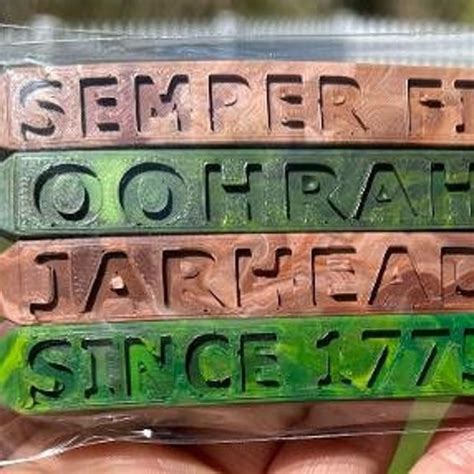 SEMPER FI
OOHRAH
JARHEAD
SINCE 1775